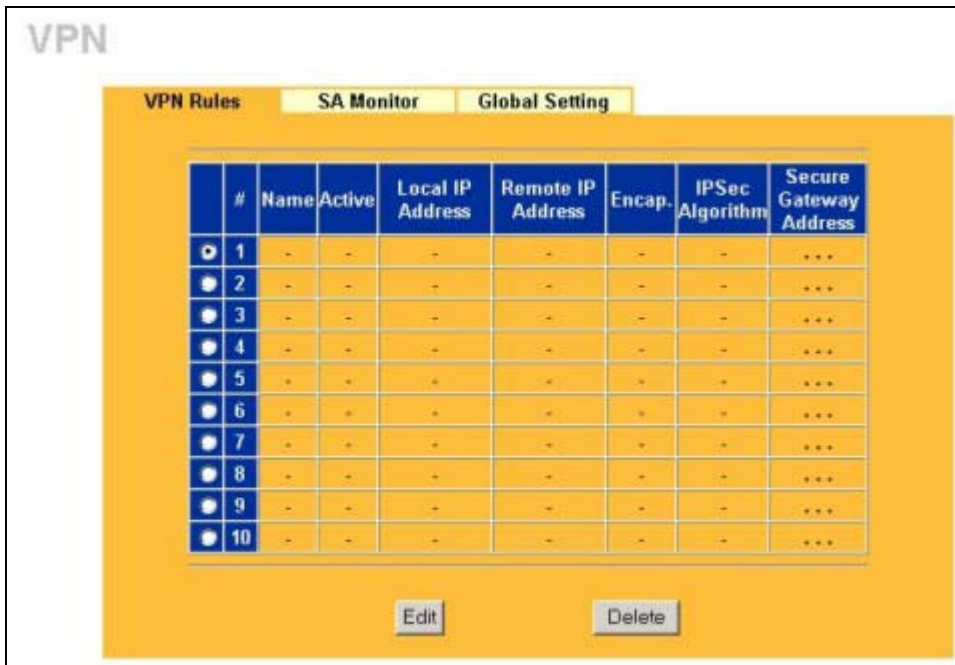 VPN
VPN Rules SA Monitor Global Setting
# Name Active Local IP Address Remote IP Address Encap. IPSec Algorithm Secure Gateway Address
1 - - - - - - ...
2 - - - - - - ...
3 - - - - - - ...
4 - - - - - - ...
5 - - - - - - ...
6 - - - - - - ...
7 - - - - - - ...
8 - - - - - - ...
9 - - - - - - ...
10 - - - - - - ...
Edit Delete